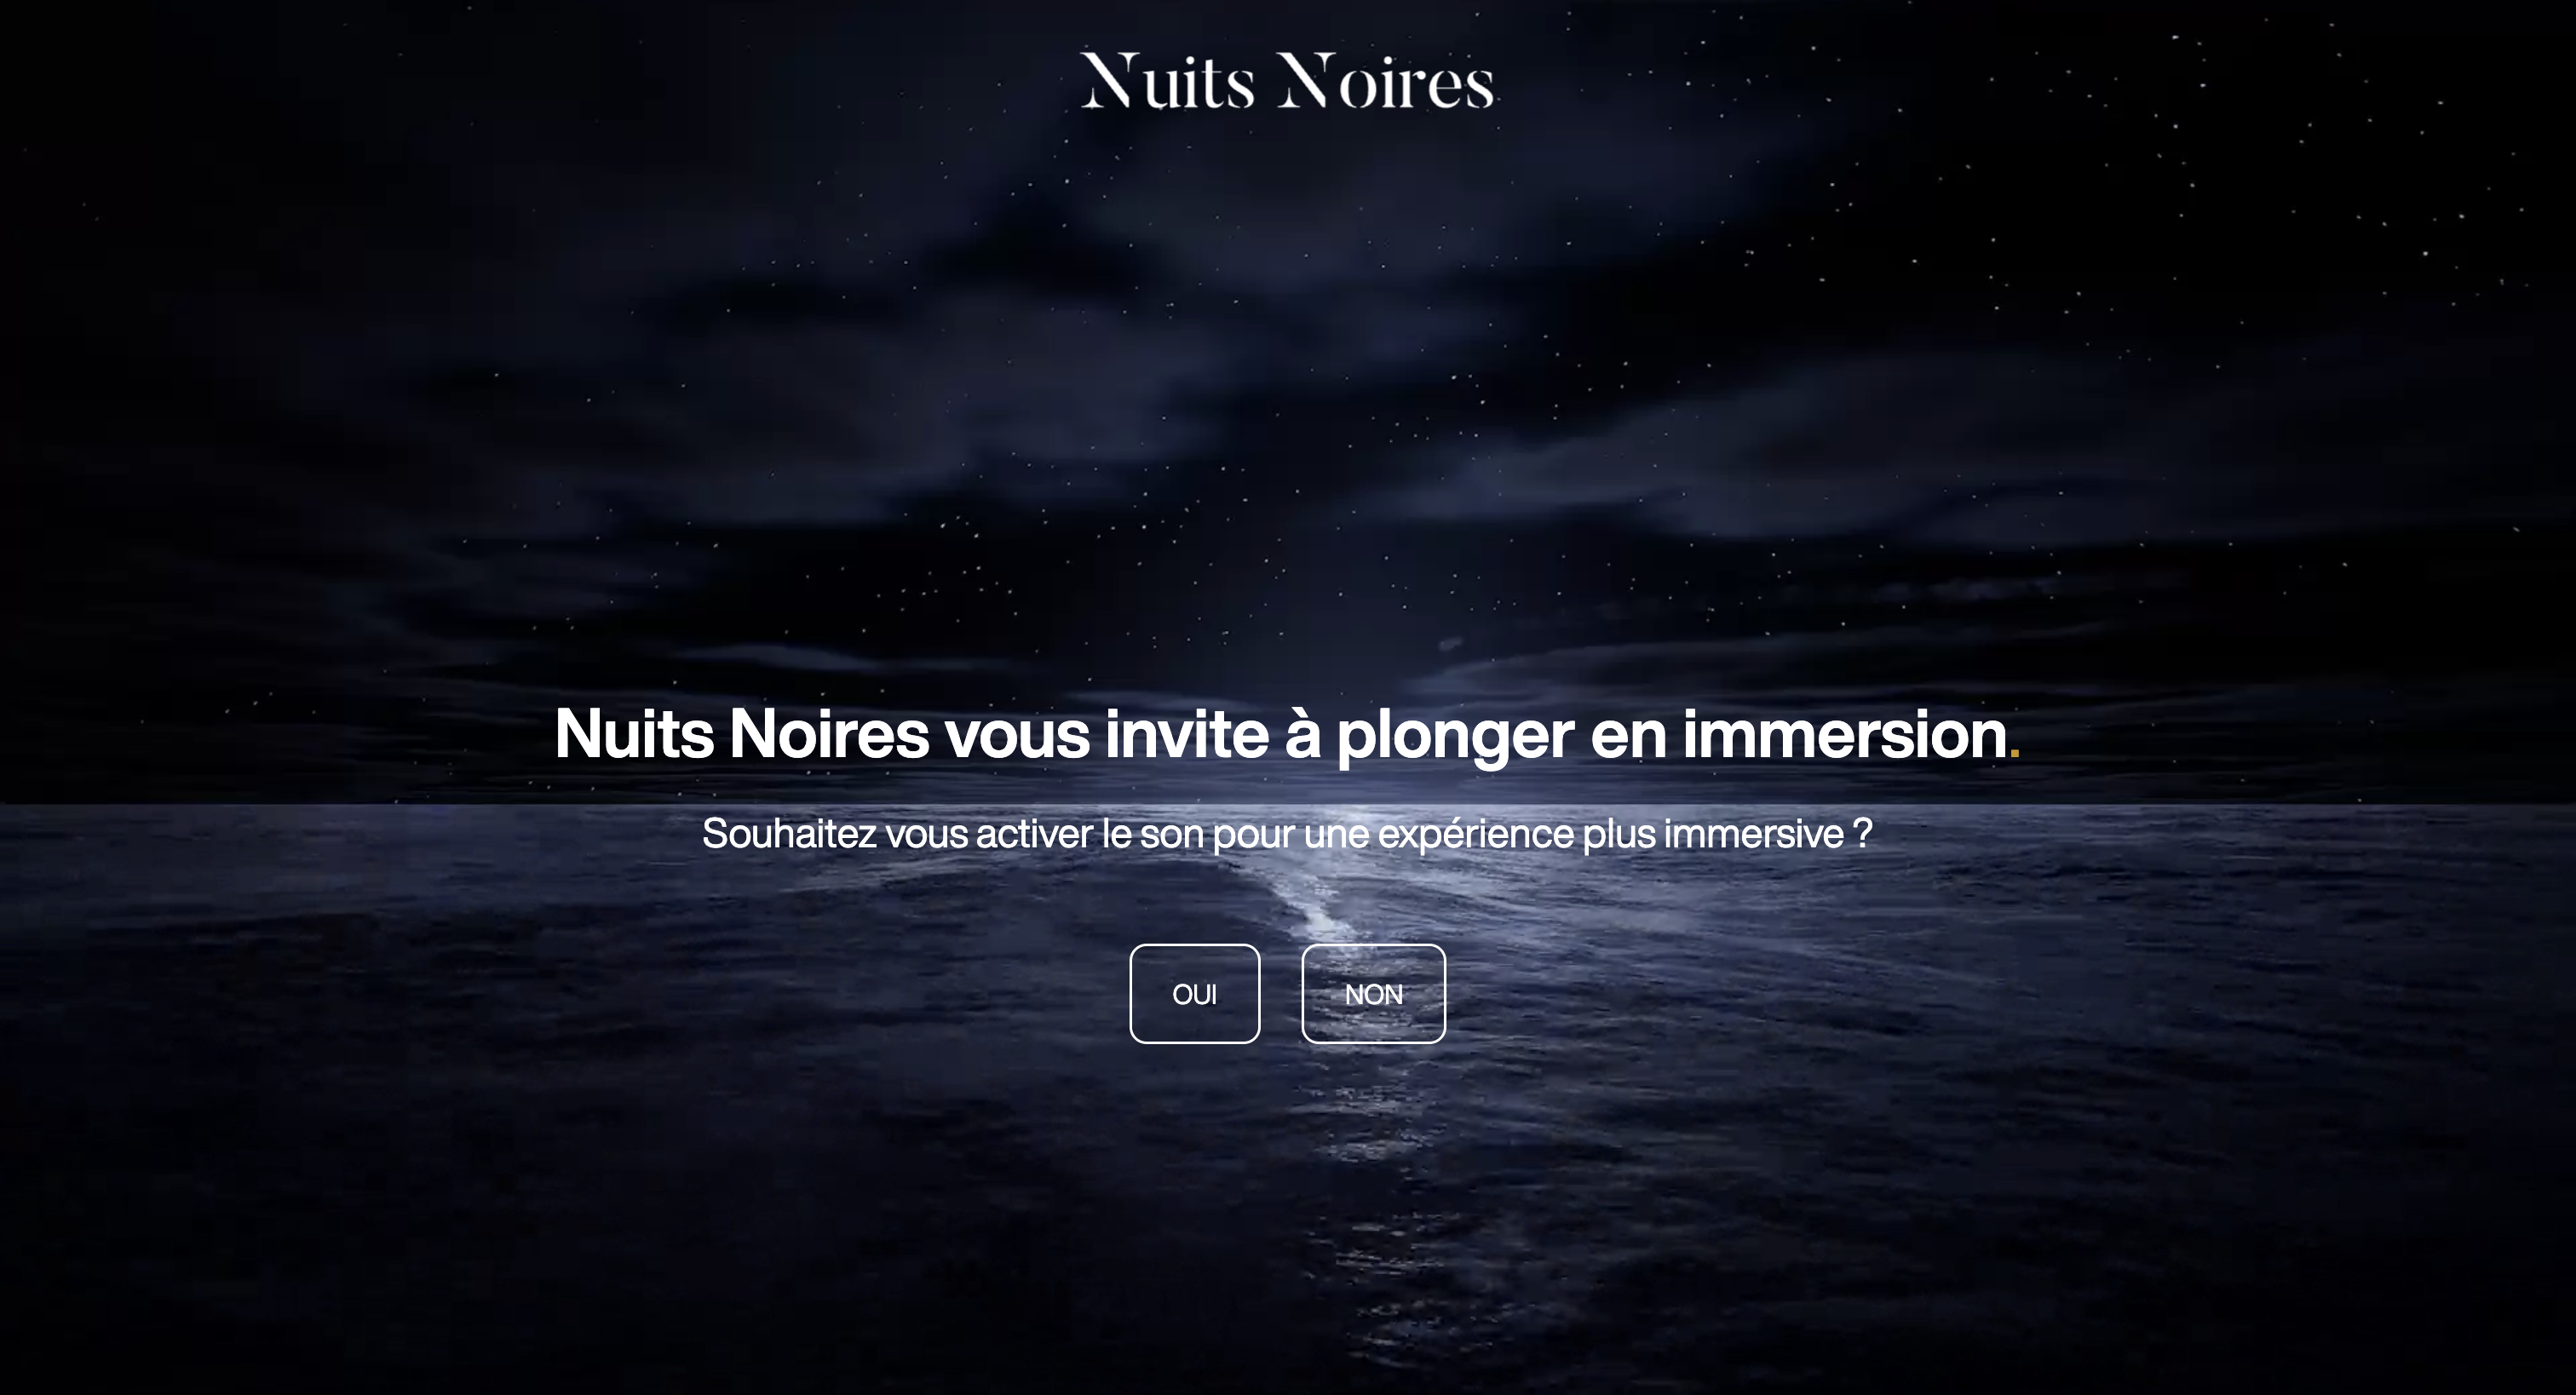 Nuits Noires
Nuits Noires vous invite à plonger en immersion.
Souhaitez vous activer le son pour une expérience plus immersive ?
OUI
NON